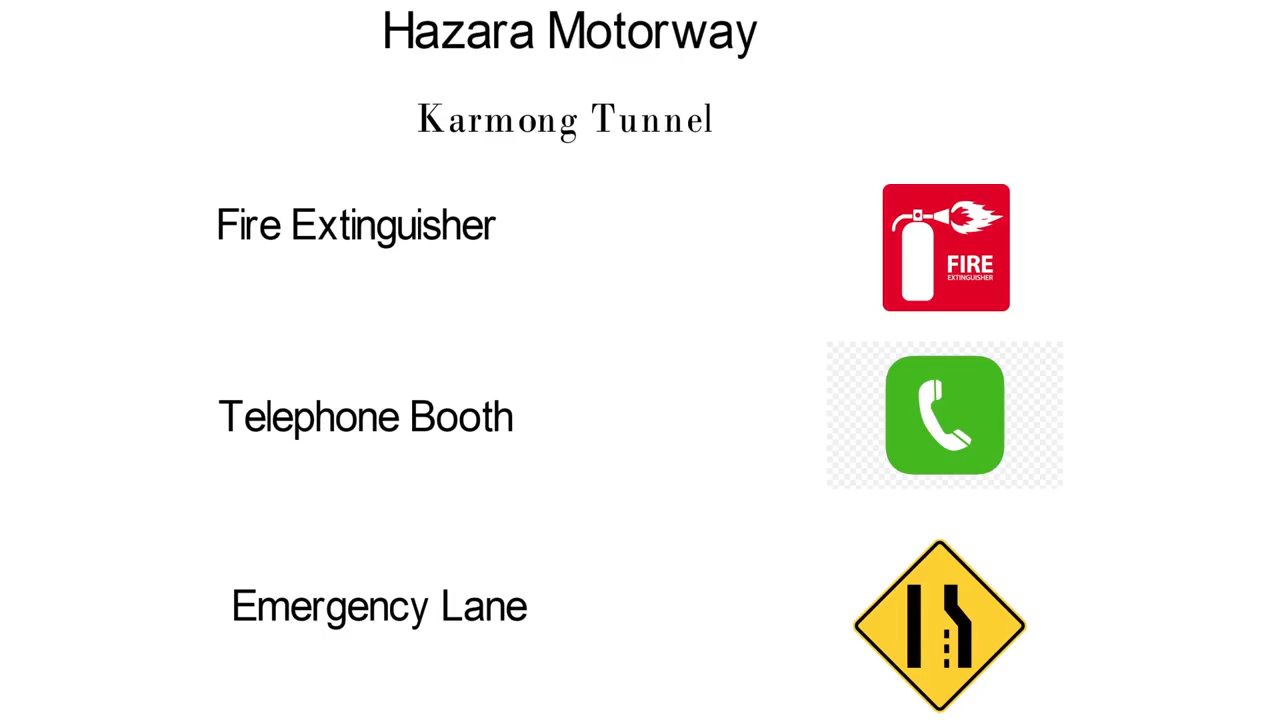 Hazara Motorway
Karmong Tunnel
Fire Extinguisher
FIRE
EXTINGUISHER
Telephone Booth
Emergency Lane